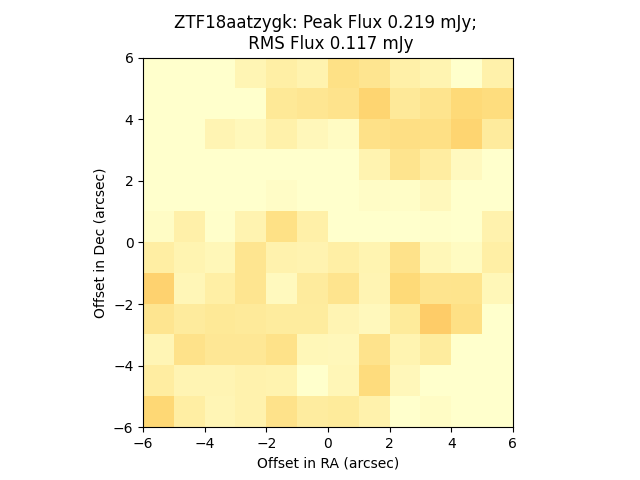 ZTF18aatzygk: Peak Flux 0.219 mJy;
RMS Flux 0.117 mJy
6
4
2
0
−2
−4
−6
Offset in Dec (arcsec)
−6 −4 −2 0 2 4 6
Offset in RA (arcsec)